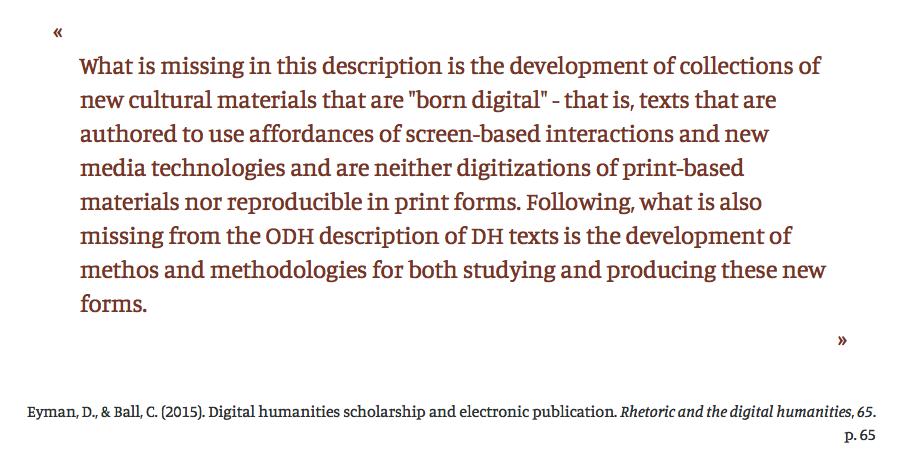 «
What is missing in this description is the development of collections of
new cultural materials that are "born digital" - that is, texts that are
authored to use affordances of screen-based interactions and new
media technologies and are neither digitizations of print-based
materials nor reproducible in print forms. Following, what is also
missing from the ODH description of DH texts is the development of
methos and methodologies for both studying and producing these new
forms.
»
Eyman, D., & Ball, C. (2015). Digital humanities scholarship and electronic publication. Rhetoric and the digital humanities, 65.
p. 65